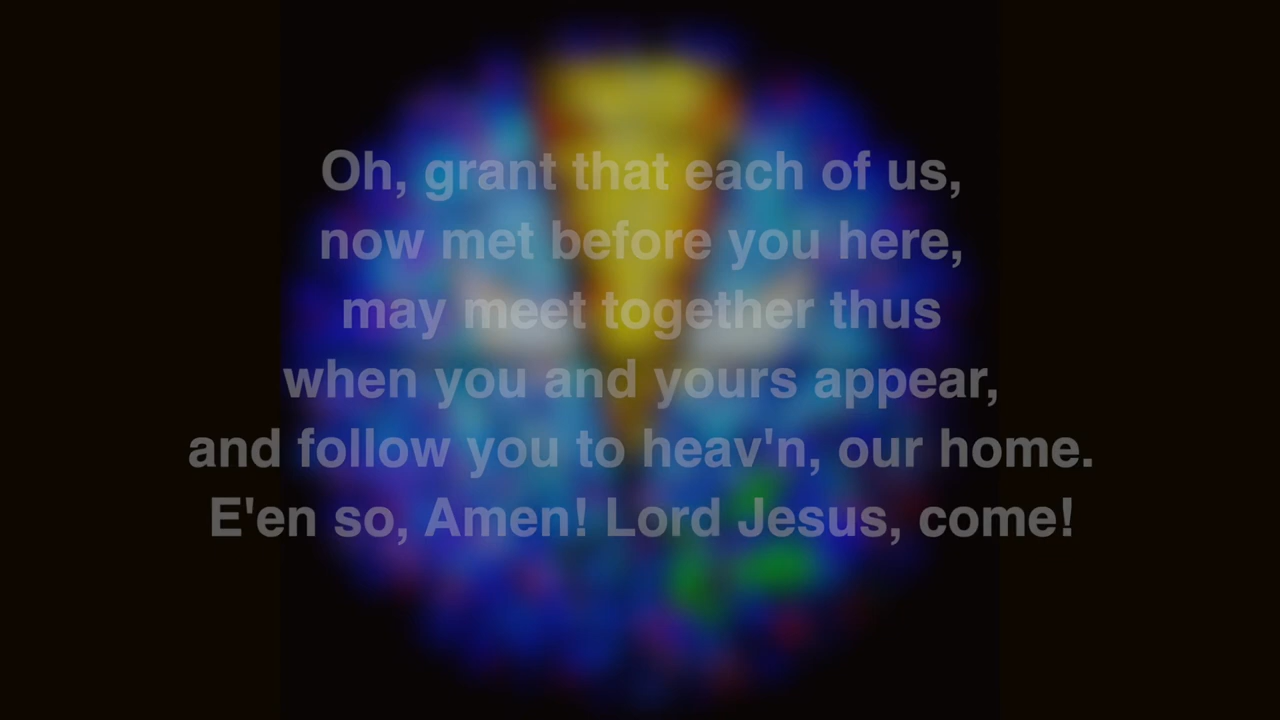 Oh, grant that each of us,
now met before you here,
may meet together thus
when you and yours appear,
and follow you to heav'n, our home.
E'en so, Amen! Lord Jesus, come!